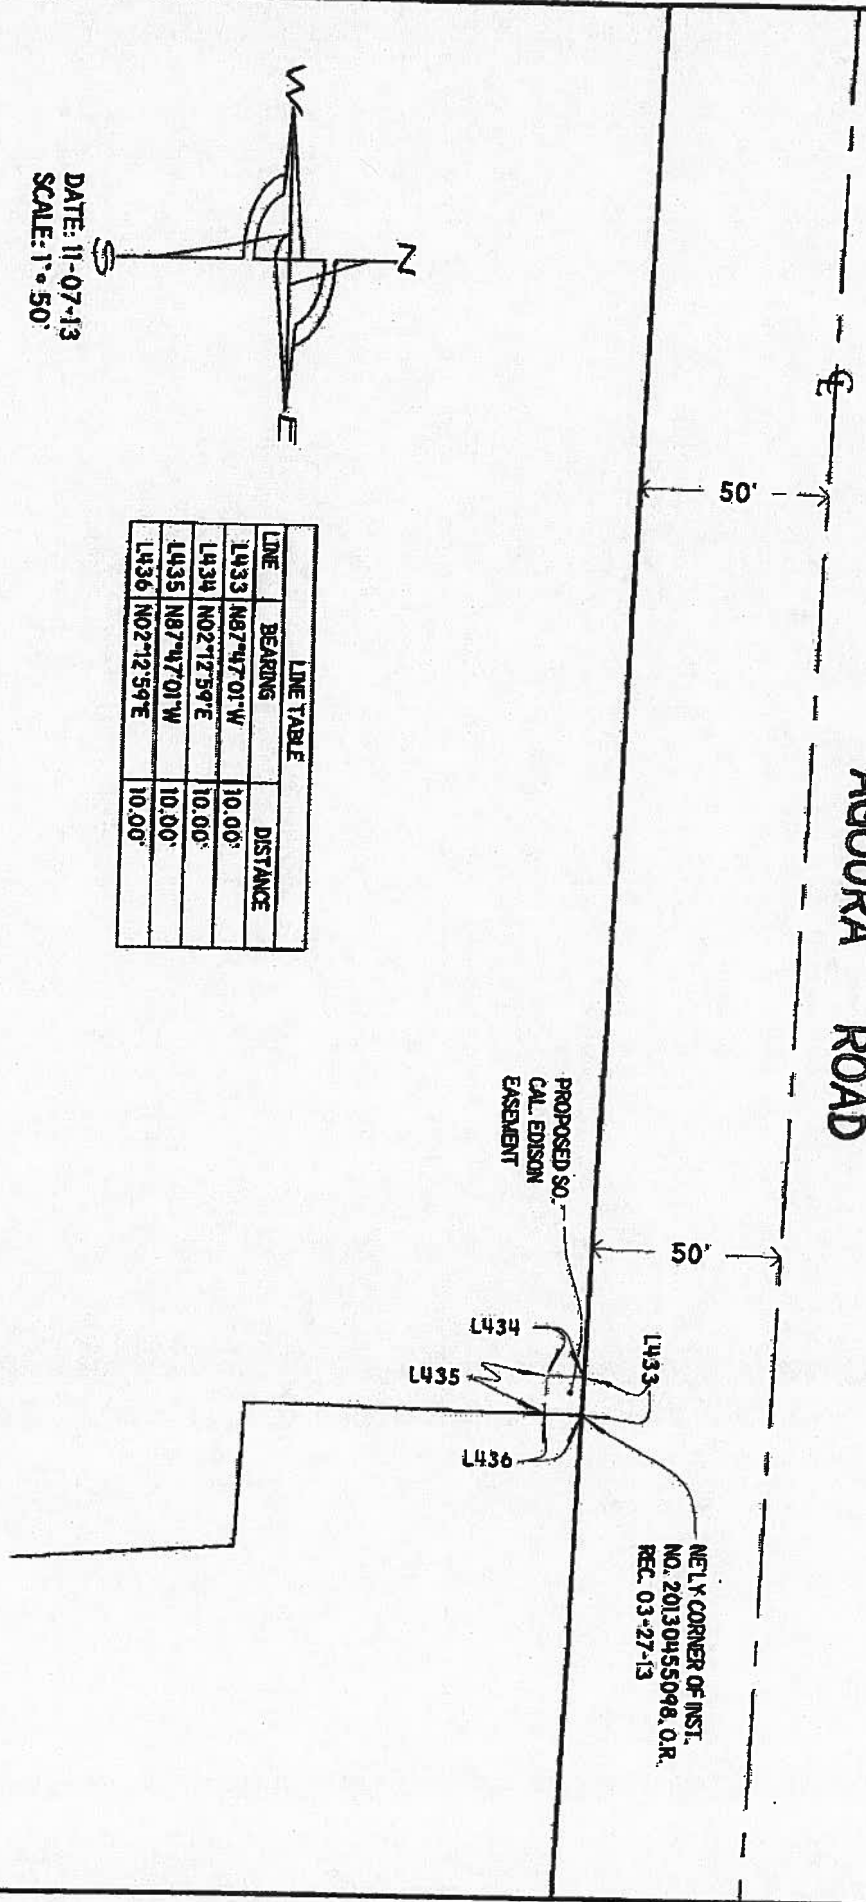 AGOURA ROAD
℄
50'
50'
W
N
S
E
DATE: 11-07-13
SCALE: 1"= 50'
LINE TABLE
LINE BEARING DISTANCE
L433 N87°47'01"W 10.00'
L434 N02°12'59"E 10.00'
L435 N87°47'01"W 10.00'
L436 N02°12'59"E 10.00'
PROPOSED SO.
CAL. EDISON
EASEMENT
L433
L434
L435
L436
NE'LY CORNER OF INST.
NO. 20130455098, O.R.
REC. 03-27-13